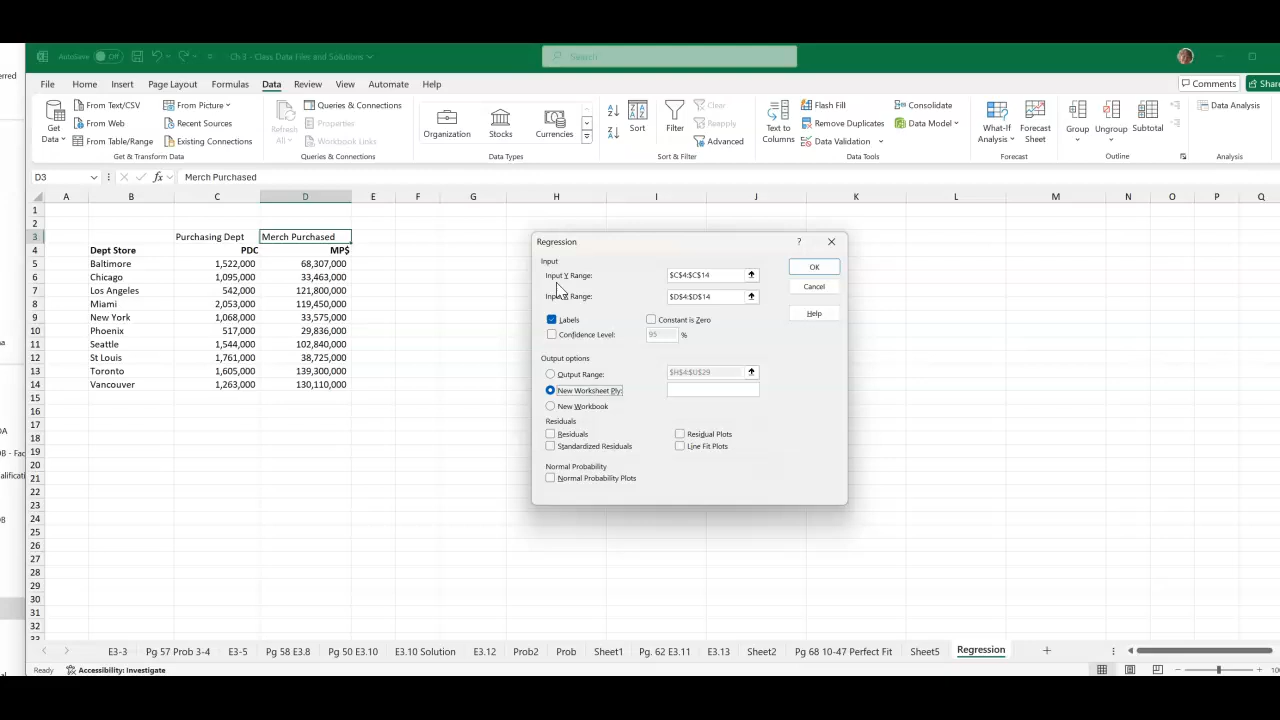 erred
AutoSave Off Ch 3 - Class Data Files and Solutions Search
File Home Insert Page Layout Formulas Data Review View Automate Help Comments Share
Get Data From Text/CSV From Web From Table/Range From Picture Recent Sources Existing Connections
Get & Transform Data
Refresh All Queries & Connections Properties Workbook Links
Queries & Connections
Organization Stocks Currencies
Data Types
Sort Filter Clear Reapply Advanced
Sort & Filter
Text to Columns Flash Fill Remove Duplicates Data Validation Consolidate Data Model
Data Tools
What-If Analysis Forecast Sheet
Forecast
Group Ungroup Subtotal
Outline
Data Analysis
Analysis
D3 fx Merch Purchased
A B C D E F G H I J K L M N O P Q
1
2
3 Purchasing Dept Merch Purchased
4 Dept Store PDC MP$
5 Baltimore 1,522,000 68,307,000
6 Chicago 1,095,000 33,463,000
7 Los Angeles 542,000 121,800,000
8 Miami 2,053,000 119,450,000
9 New York 1,068,000 33,575,000
10 Phoenix 517,000 29,836,000
11 Seattle 1,544,000 102,840,000
12 St Louis 1,761,000 38,725,000
13 Toronto 1,605,000 139,300,000
14 Vancouver 1,263,000 130,110,000
15
16
17
18
19
20
21
22
23
24
25
26
27
28
29
30
31
32
33
Regression ?
Input
Input Y Range: $C$4:$C$14
Input X Range: $D$4:$D$14
Labels Constant is Zero
Confidence Level: 95 %
Output options
Output Range: $H$4:$U$29
New Worksheet Ply:
New Workbook
Residuals
Residuals Residual Plots
Standardized Residuals Line Fit Plots
Normal Probability
Normal Probability Plots
OK
Cancel
Help
na
a
OA
OB - Fac
alificati
OB
E3-3 Pg 57 Prob 3-4 E3-5 Pg 58 E3.8 Pg 50 E3.10 E3.10 Solution E3.12 Prob2 Prob Sheet1 Pg. 62 E3.11 E3.13 Sheet2 Pg 68 10-47 Perfect Fit Sheet5 Regression
Ready Accessibility: Investigate 100